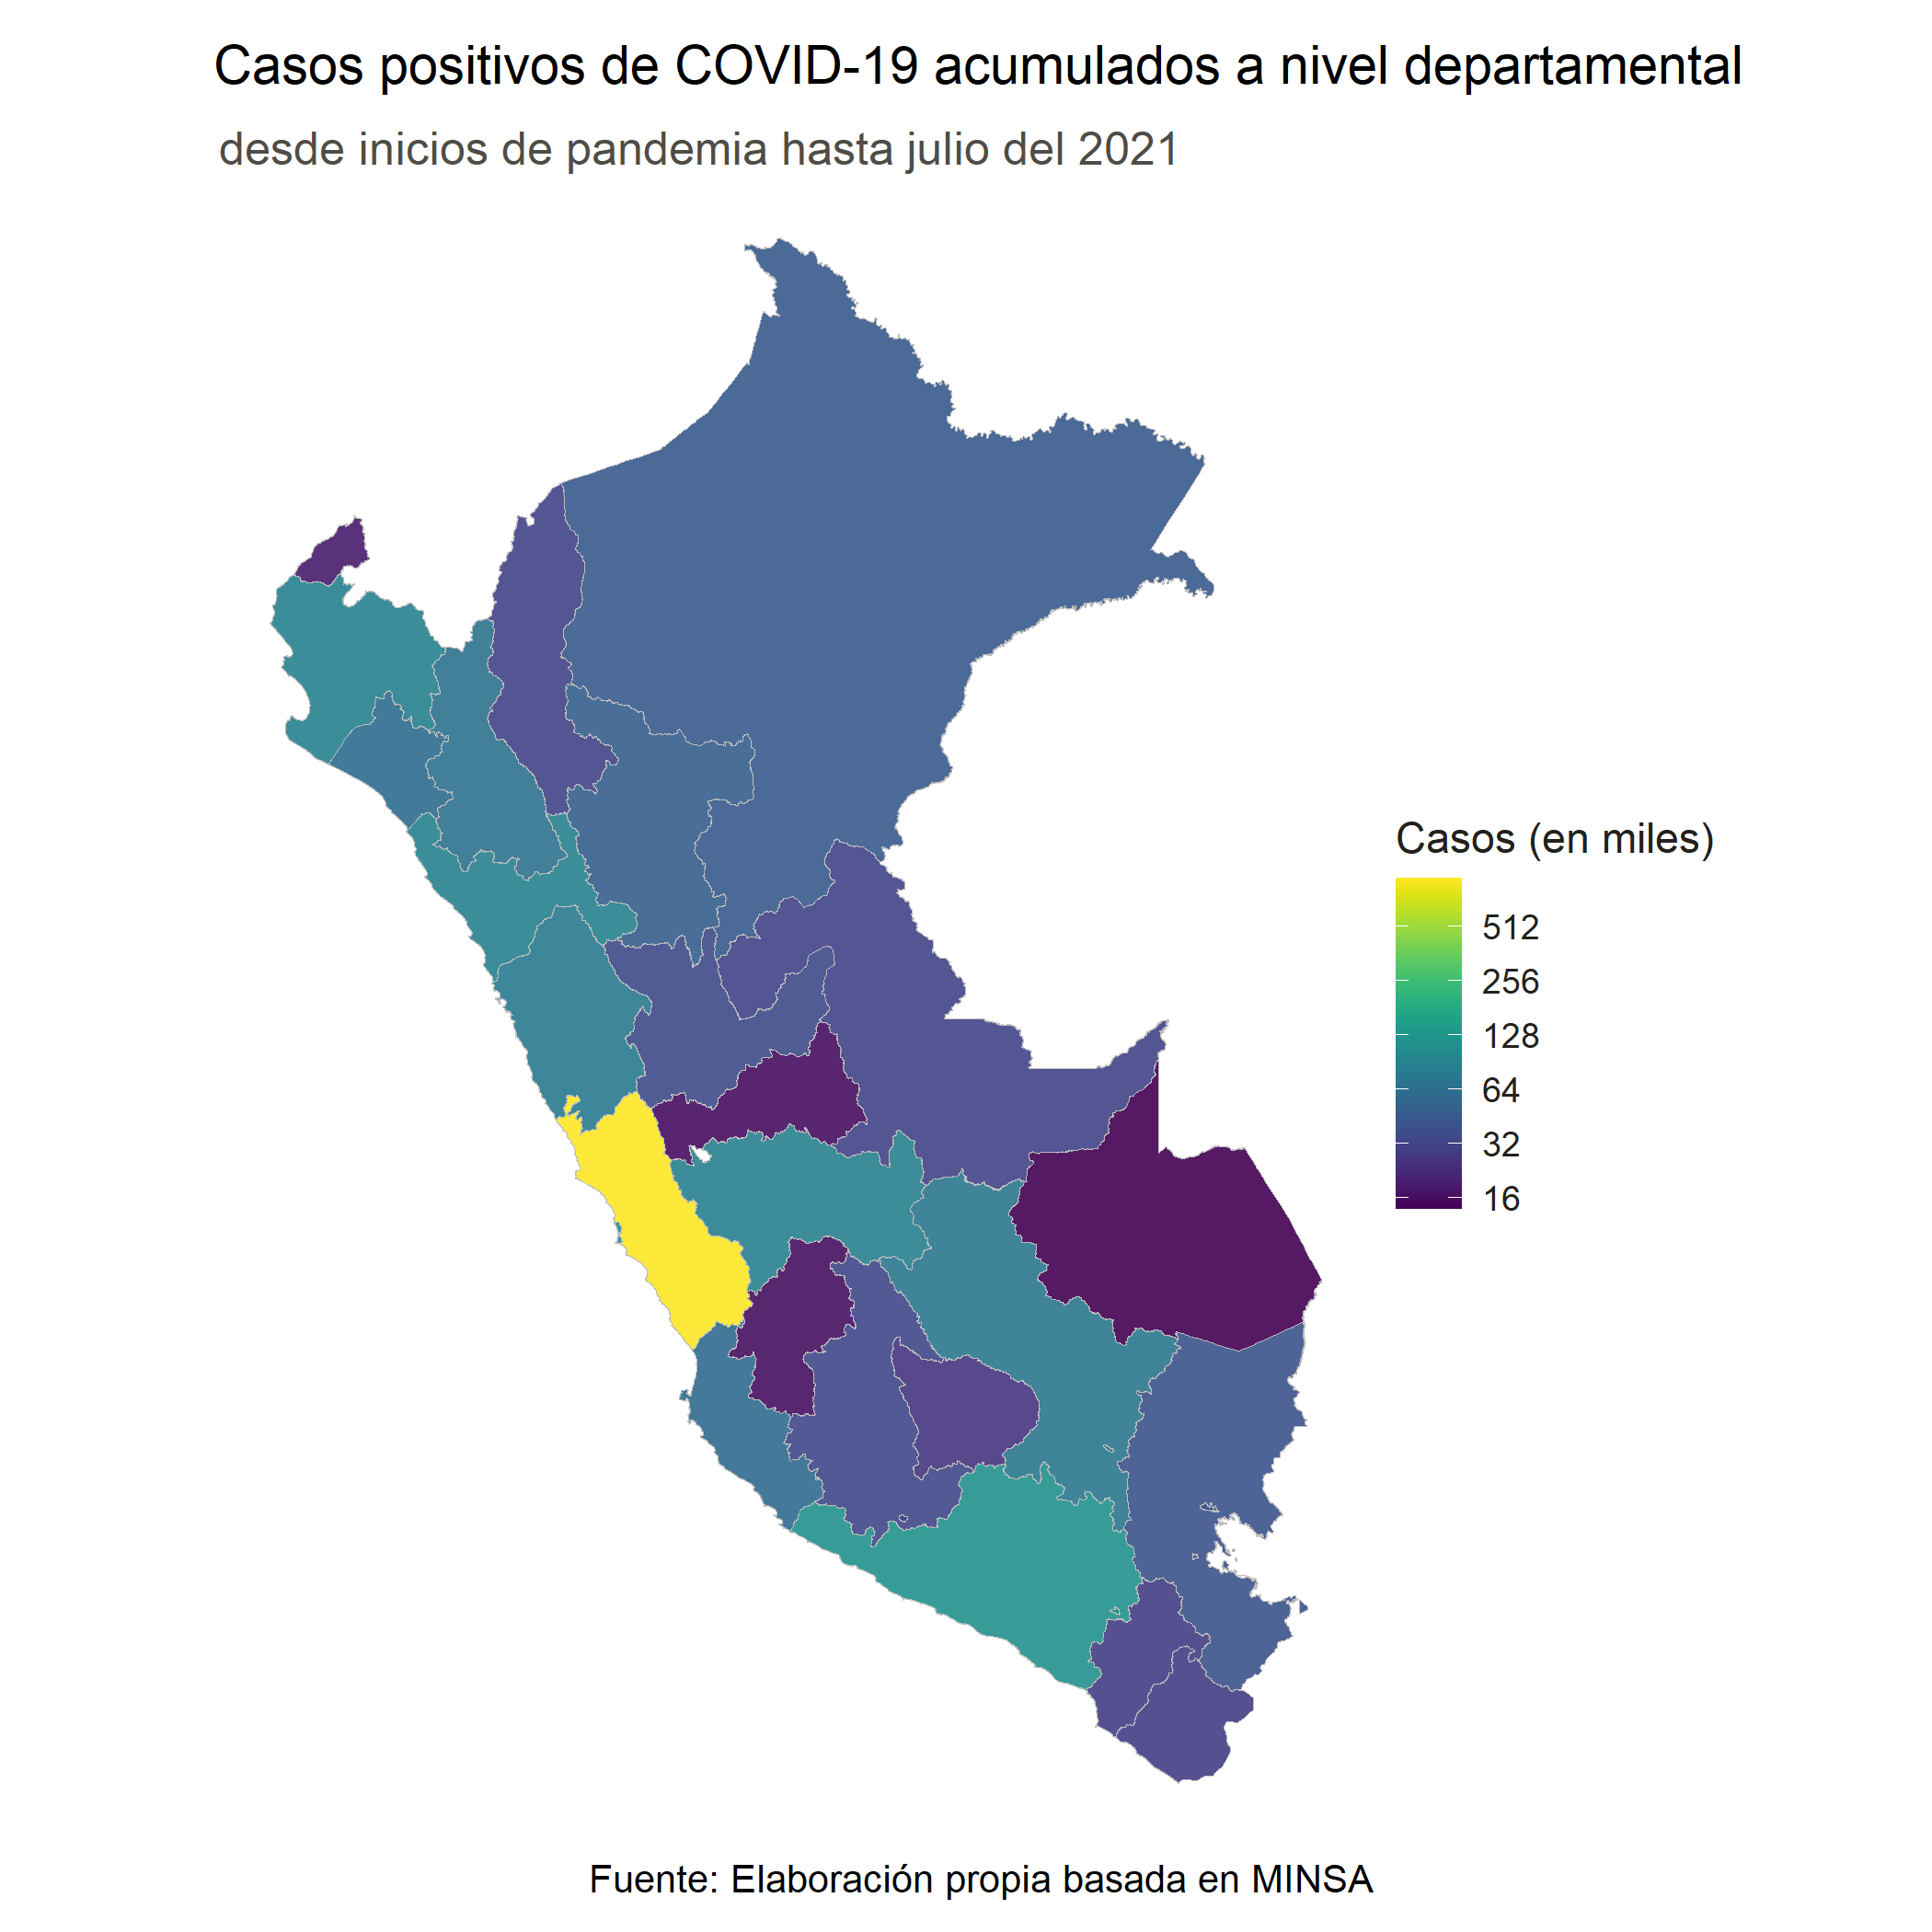 Casos positivos de COVID-19 acumulados a nivel departamental
desde inicios de pandemia hasta julio del 2021
Casos (en miles)
512
256
128
64
32
16
Fuente: Elaboración propia basada en MINSA